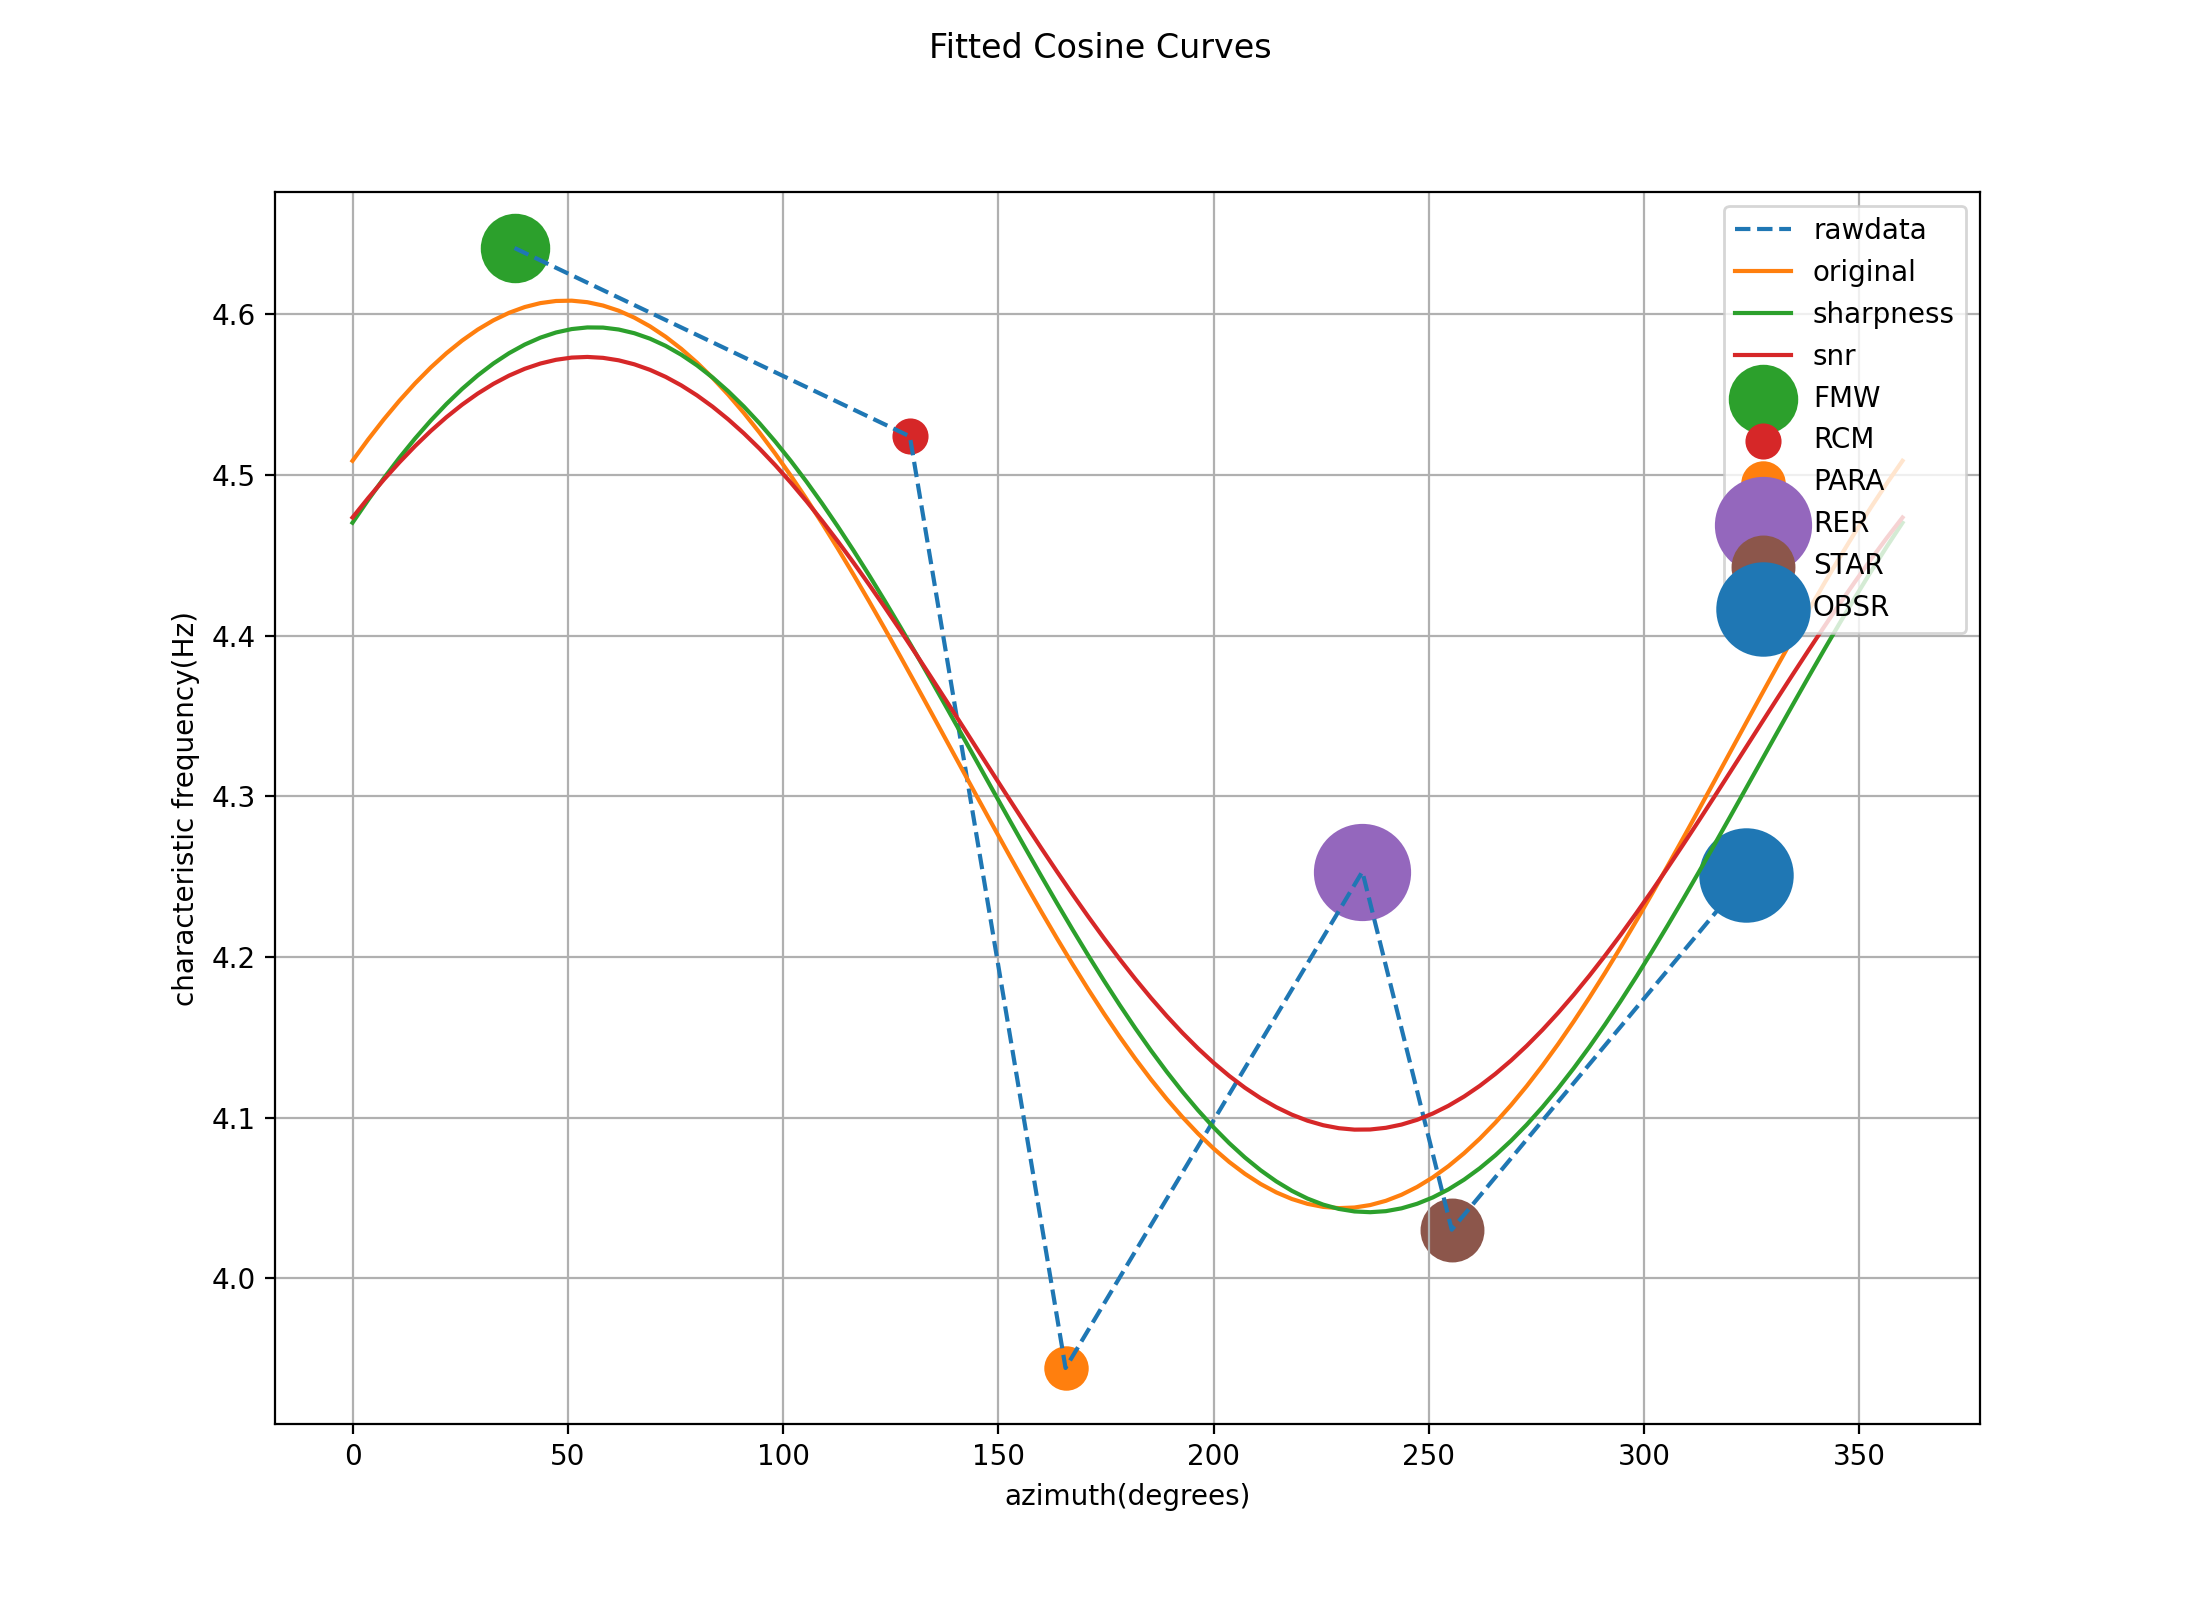 Fitted Cosine Curves
rawdata
original
sharpness
snr
FMW
RCM
PARA
RER
STAR
OBSR
4.6
4.5
4.4
4.3
4.2
4.1
4.0
characteristic frequency(Hz)
0 50 100 150 200 250 300 350
azimuth(degrees)